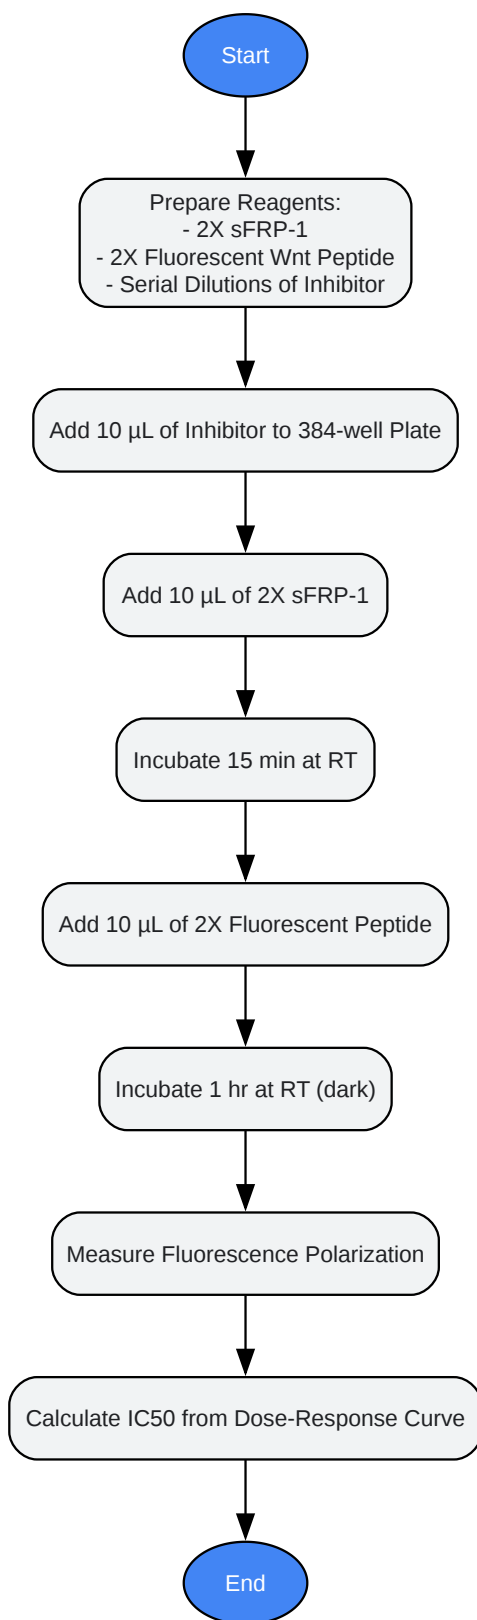 Start
Prepare Reagents:
- 2X sFRP-1
- 2X Fluorescent Wnt Peptide
- Serial Dilutions of Inhibitor
Add 10 µL of Inhibitor to 384-well Plate
Add 10 µL of 2X sFRP-1
Incubate 15 min at RT
Add 10 µL of 2X Fluorescent Peptide
Incubate 1 hr at RT (dark)
Measure Fluorescence Polarization
Calculate IC50 from Dose-Response Curve
End